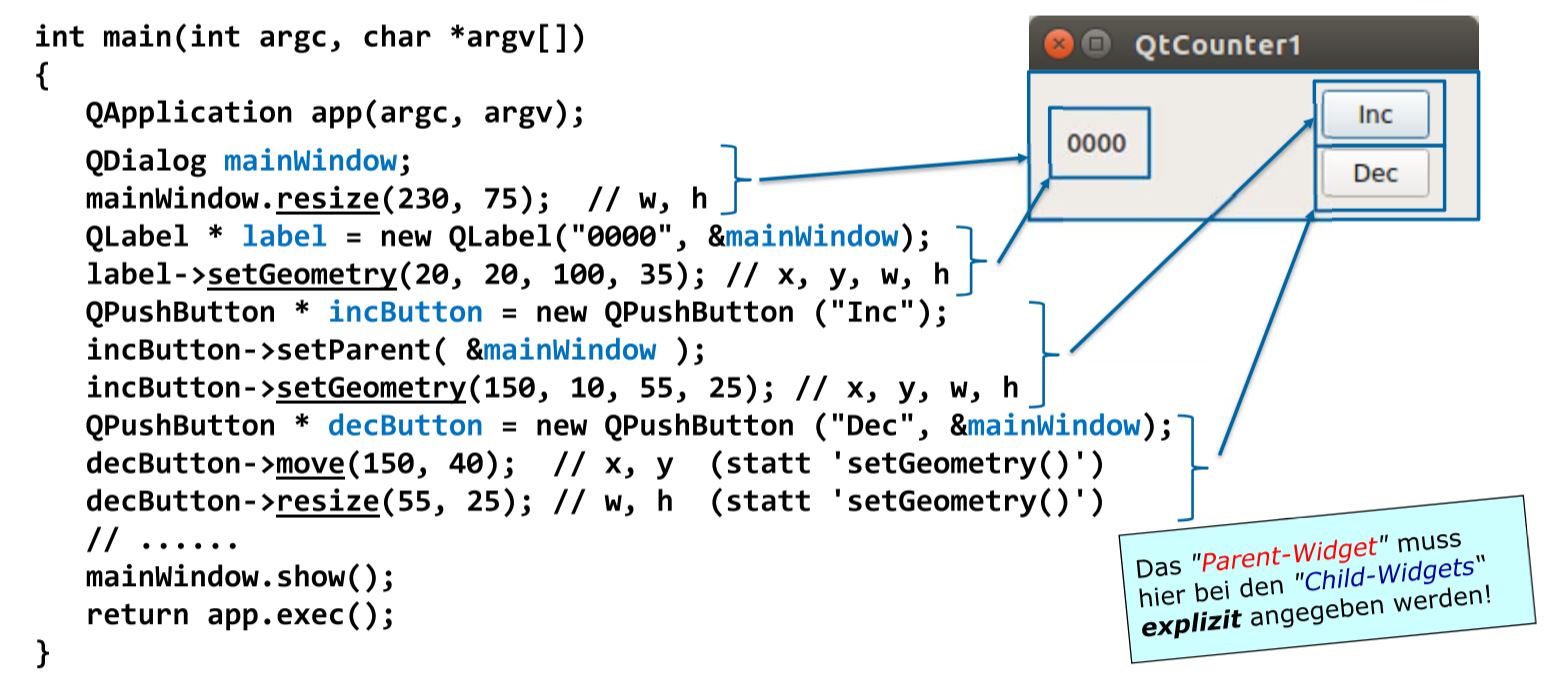 int main(int argc, char *argv[])
{
QApplication app(argc, argv);
QDialog mainWindow;
mainWindow.resize(230, 75); // w, h
QLabel * label = new QLabel("0000", &mainWindow);
label->setGeometry(20, 20, 100, 35); // x, y, w, h
QPushButton * incButton = new QPushButton ("Inc");
incButton->setParent( &mainWindow );
incButton->setGeometry(150, 10, 55, 25); // x, y, w, h
QPushButton * decButton = new QPushButton ("Dec", &mainWindow);
decButton->move(150, 40); // x, y (statt 'setGeometry()')
decButton->resize(55, 25); // w, h (statt 'setGeometry()')
// ......
mainWindow.show();
return app.exec();
}
QtCounter1
0000
Inc
Dec
Das "Parent-Widget" muss
hier bei den "Child-Widgets"
explizit angegeben werden!